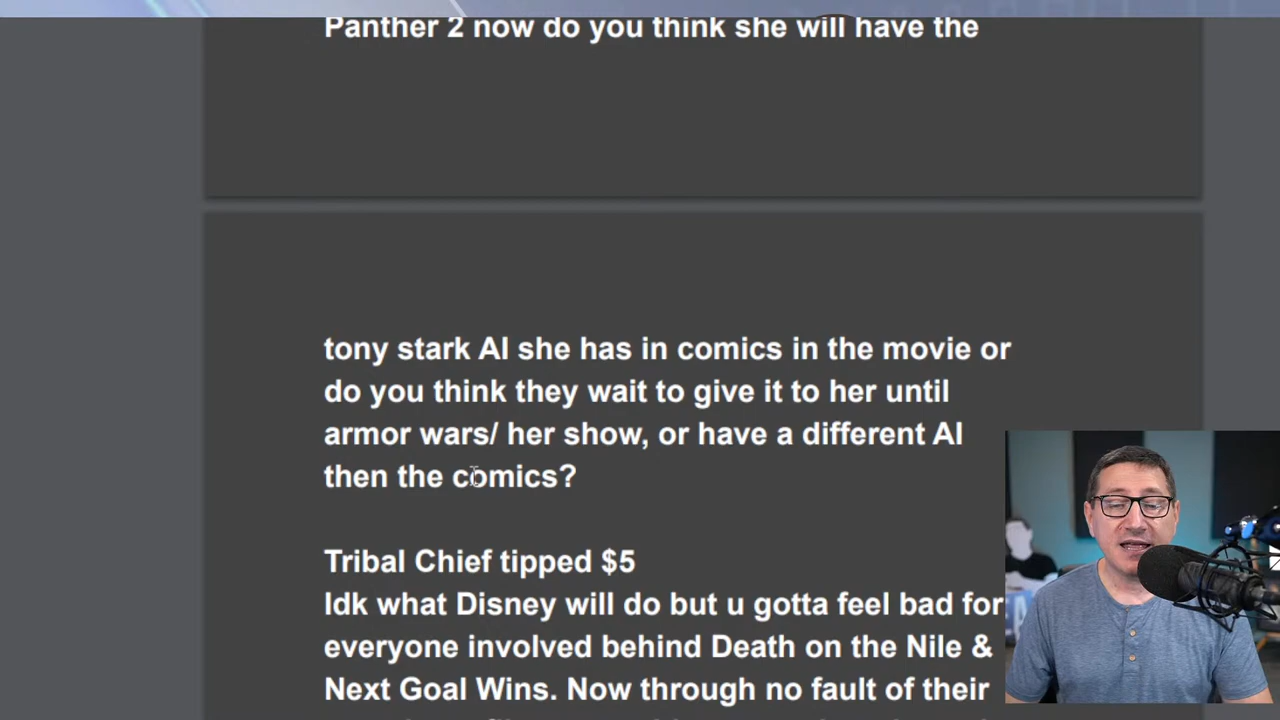 Panther 2 now do you think she will have the
tony stark AI she has in comics in the movie or
do you think they wait to give it to her until
armor wars/ her show, or have a different AI
then the comics?
Tribal Chief tipped $5
Idk what Disney will do but u gotta feel bad for
everyone involved behind Death on the Nile &
Next Goal Wins. Now through no fault of their